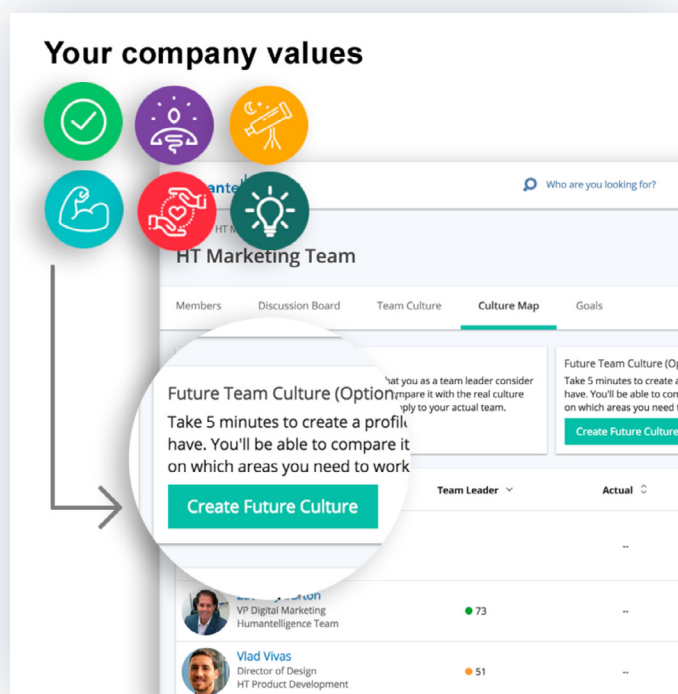 Your company values
Who are you looking for?
HT Marketing Team
Members Discussion Board Team Culture Culture Map Goals
hat you as a team leader consider
mpare it with the real culture
ply to your actual team.
Future Team Culture (Op
Take 5 minutes to create a
have. You'll be able to com
on which areas you need t
Create Future Culture
Future Team Culture (Option
Take 5 minutes to create a profil
have. You'll be able to compare it
on which areas you need to work
Create Future Culture
Team Leader Actual
--
VP Digital Marketing
Humantelligence Team
73 --
Vlad Vivas
Director of Design
HT Product Development
51 --